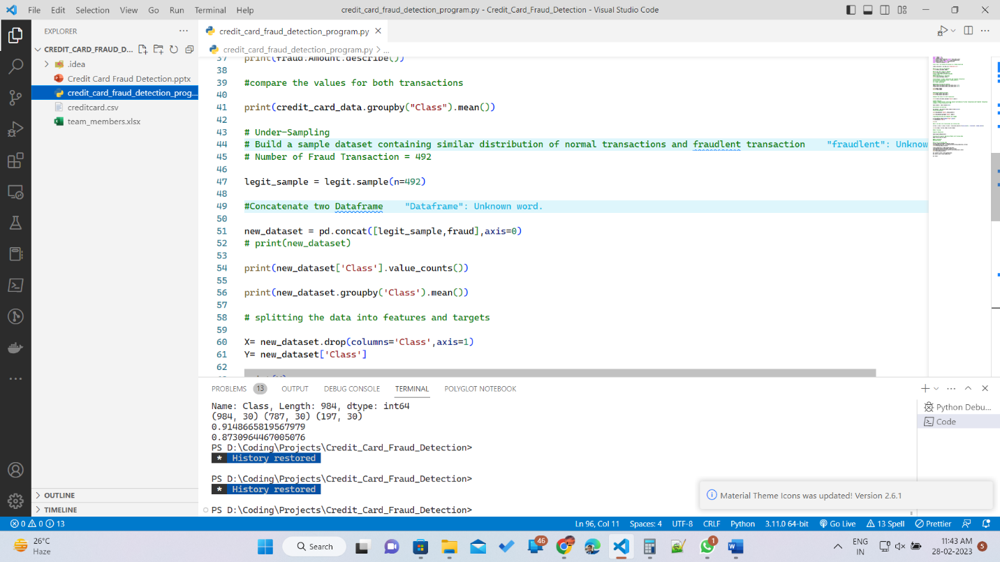 File Edit Selection View Go Run Terminal Help
credit_card_fraud_detection_program.py - Credit_Card_Fraud_Detection - Visual Studio Code
EXPLORER
CREDIT_CARD_FRAUD_D...
.idea
Credit Card Fraud Detection.pptx
credit_card_fraud_detection_prog...
creditcard.csv
team_members.xlsx
OUTLINE
TIMELINE
credit_card_fraud_detection_program.py
credit_card_fraud_detection_program.py > ...
37 print(fraud.Amount.describe())
38
39 #compare the values for both transactions
40
41 print(credit_card_data.groupby("Class").mean())
42
43 # Under-Sampling
44 # Build a sample dataset containing similar distribution of normal transactions and fraudlent transaction "fraudlent": Unknow
45 # Number of Fraud Transaction = 492
46
47 legit_sample = legit.sample(n=492)
48
49 #Concatenate two Dataframe "Dataframe": Unknown word.
50
51 new_dataset = pd.concat([legit_sample,fraud],axis=0)
52 # print(new_dataset)
53
54 print(new_dataset['Class'].value_counts())
55
56 print(new_dataset.groupby('Class').mean())
57
58 # splitting the data into features and targets
59
60 X= new_dataset.drop(columns='Class',axis=1)
61 Y= new_dataset['Class']
62
PROBLEMS 13 OUTPUT DEBUG CONSOLE TERMINAL POLYGLOT NOTEBOOK
Name: Class, Length: 984, dtype: int64
(984, 30) (787, 30) (197, 30)
0.9148665819567979
0.8730964467005076
PS D:\Coding\Projects\Credit_Card_Fraud_Detection>
* History restored
PS D:\Coding\Projects\Credit_Card_Fraud_Detection>
* History restored
PS D:\Coding\Projects\Credit_Card_Fraud_Detection>
Python Debu...
Code
Material Theme Icons was updated! Version 2.6.1
0 0 13
Ln 96, Col 11 Spaces: 4 UTF-8 CRLF Python 3.11.0 64-bit Go Live 13 Spell Prettier
26°C
Haze
Search
46
1
ENG
IN
11:43 AM
28-02-2023
5